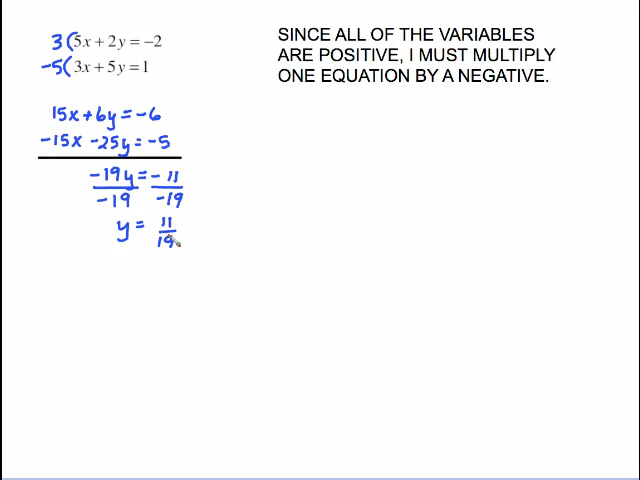 3(5x + 2y = −2
−5(3x + 5y = 1
SINCE ALL OF THE VARIABLES
ARE POSITIVE, I MUST MULTIPLY
ONE EQUATION BY A NEGATIVE.
15x + 6y = −6
−15x −25y = −5
−19y = −11
−19 −19
y = 11
19